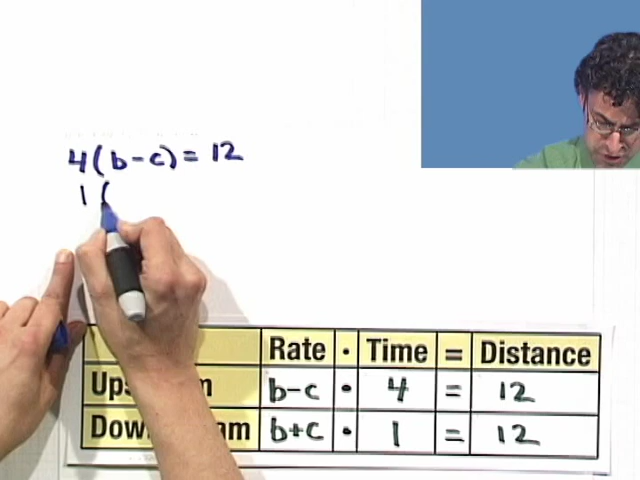 4(b-c)=12
1(
Rate · Time = Distance
b-c · 4 = 12
b+c · 1 = 12